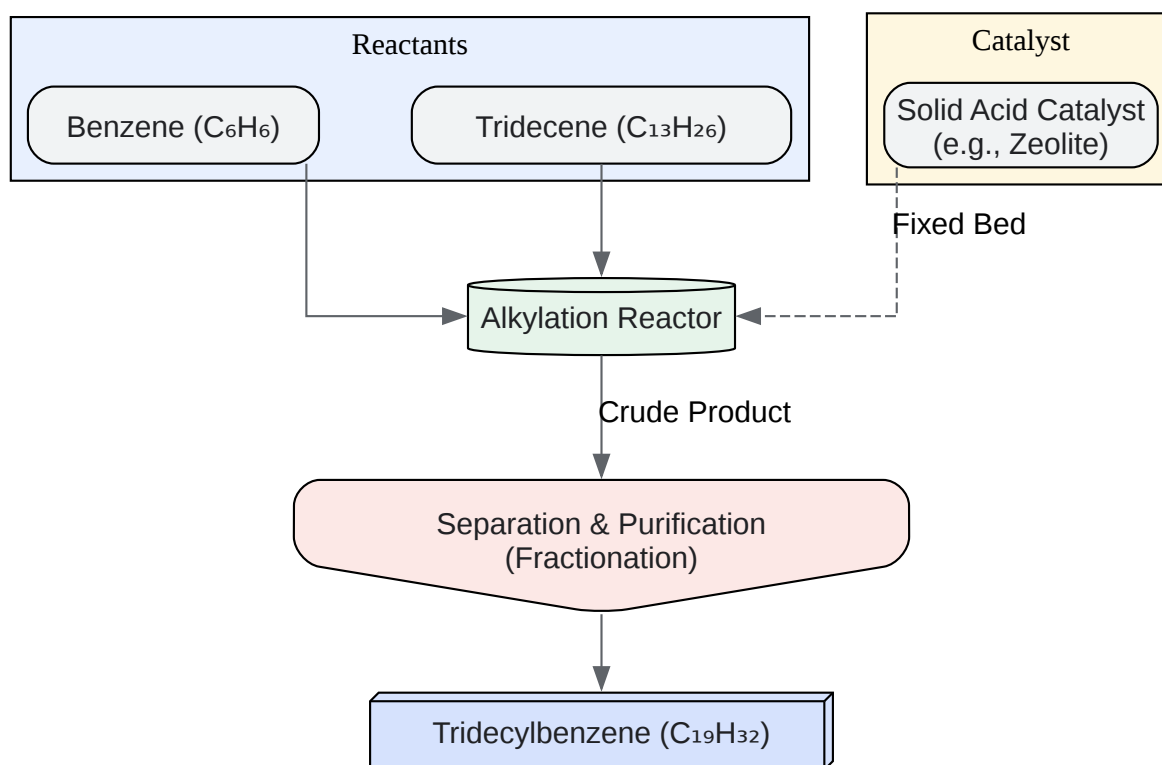 Reactants
Catalyst
Benzene (C₆H₆)
Tridecene (C₁₃H₂₆)
Solid Acid Catalyst
(e.g., Zeolite)
Fixed Bed
Alkylation Reactor
Crude Product
Separation & Purification
(Fractionation)
Tridecylbenzene (C₁₉H₃₂)